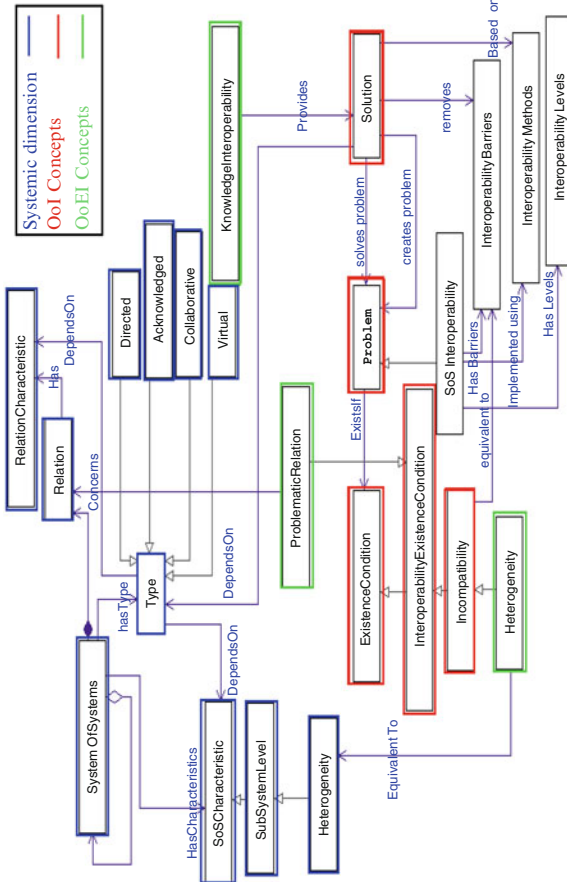 Systemic dimension
OoI Concepts
OoEI Concepts
RelationCharacteristic
DependsOn
Has
Relation
Concerns
System OfSystems
hasType
Type
Directed
Acknowledged
Collaborative
Virtual
KnowledgeInteroperability
Provides
Solution
Based or
removes
solves problem
creates problem
DependsOn
DependsOn
HasCharacteristics
SoSCharacteristic
SubSystemLevel
Heterogeneity
Equivalent To
ProblematicRelation
ExistsIf
Problem
ExistenceCondition
InteroperabilityExistenceCondition
Incompatibility
Heterogeneity
SoS Interoperability
Has Barriers
equivalent to
Implemented using
Has Levels
Interoperability Barriers
Interoperability Methods
Interoperability Levels